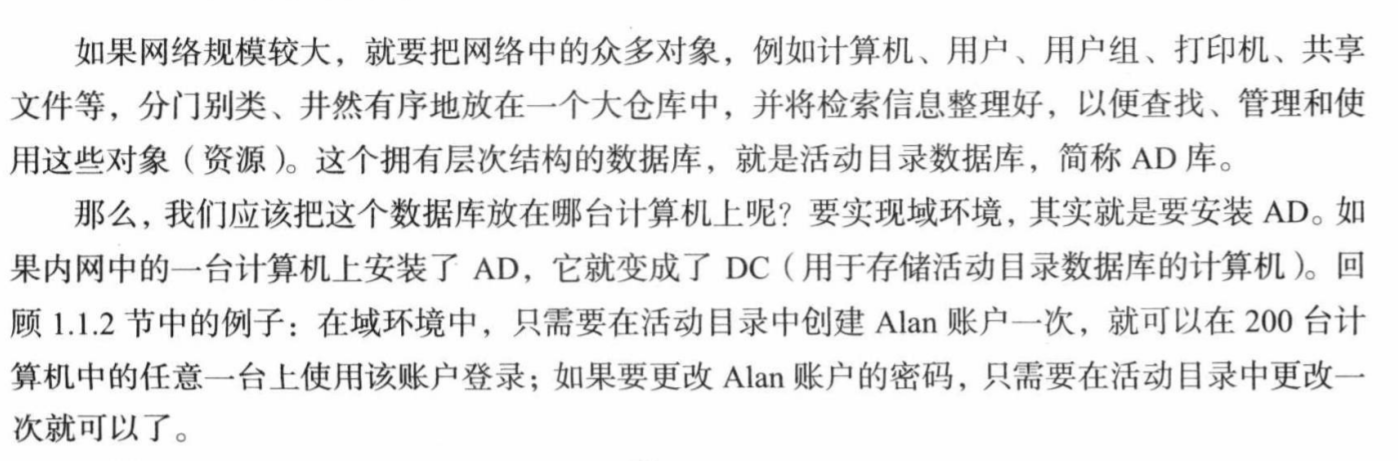 如果网络规模较大，就要把网络中的众多对象，例如计算机、用户、用户组、打印机、共享
文件等，分门别类、井然有序地放在一个大仓库中，并将检索信息整理好，以便查找、管理和使
用这些对象（资源）。这个拥有层次结构的数据库，就是活动目录数据库，简称 AD 库。
那么，我们应该把这个数据库放在哪台计算机上呢？要实现域环境，其实就是要安装 AD。如
果内网中的一台计算机上安装了 AD，它就变成了 DC（用于存储活动目录数据库的计算机）。回
顾 1.1.2 节中的例子：在域环境中，只需要在活动目录中创建 Alan 账户一次，就可以在 200 台计
算机中的任意一台上使用该账户登录；如果要更改 Alan 账户的密码，只需要在活动目录中更改一
次就可以了。